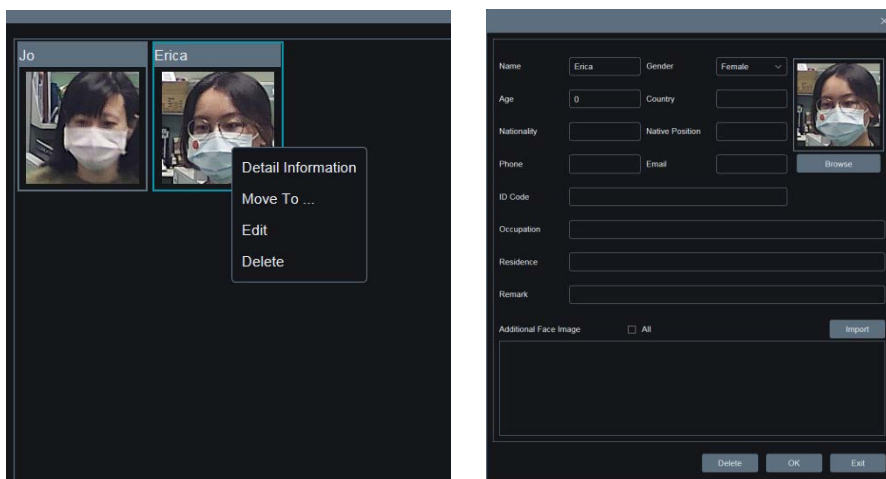 Jo
Erica
Detail Information
Move To ...
Edit
Delete
Name Erica Gender Female
Age 0 Country
Nationality Native Position
Phone Email Browse
ID Code
Occupation
Residence
Remark
Additional Face Image All Import
Delete OK Exit